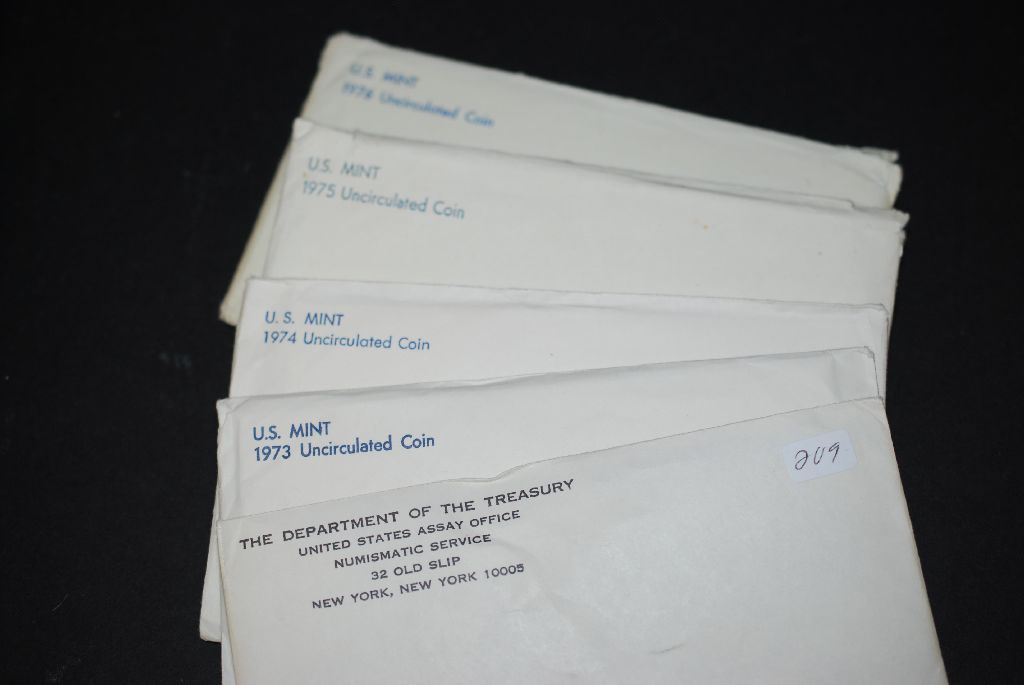 U.S. MINT
1976 Uncirculated Coin
U.S. MINT
1975 Uncirculated Coin
U.S. MINT
1974 Uncirculated Coin
U.S. MINT
1973 Uncirculated Coin
209
THE DEPARTMENT OF THE TREASURY
UNITED STATES ASSAY OFFICE
NUMISMATIC SERVICE
32 OLD SLIP
NEW YORK, NEW YORK 10005